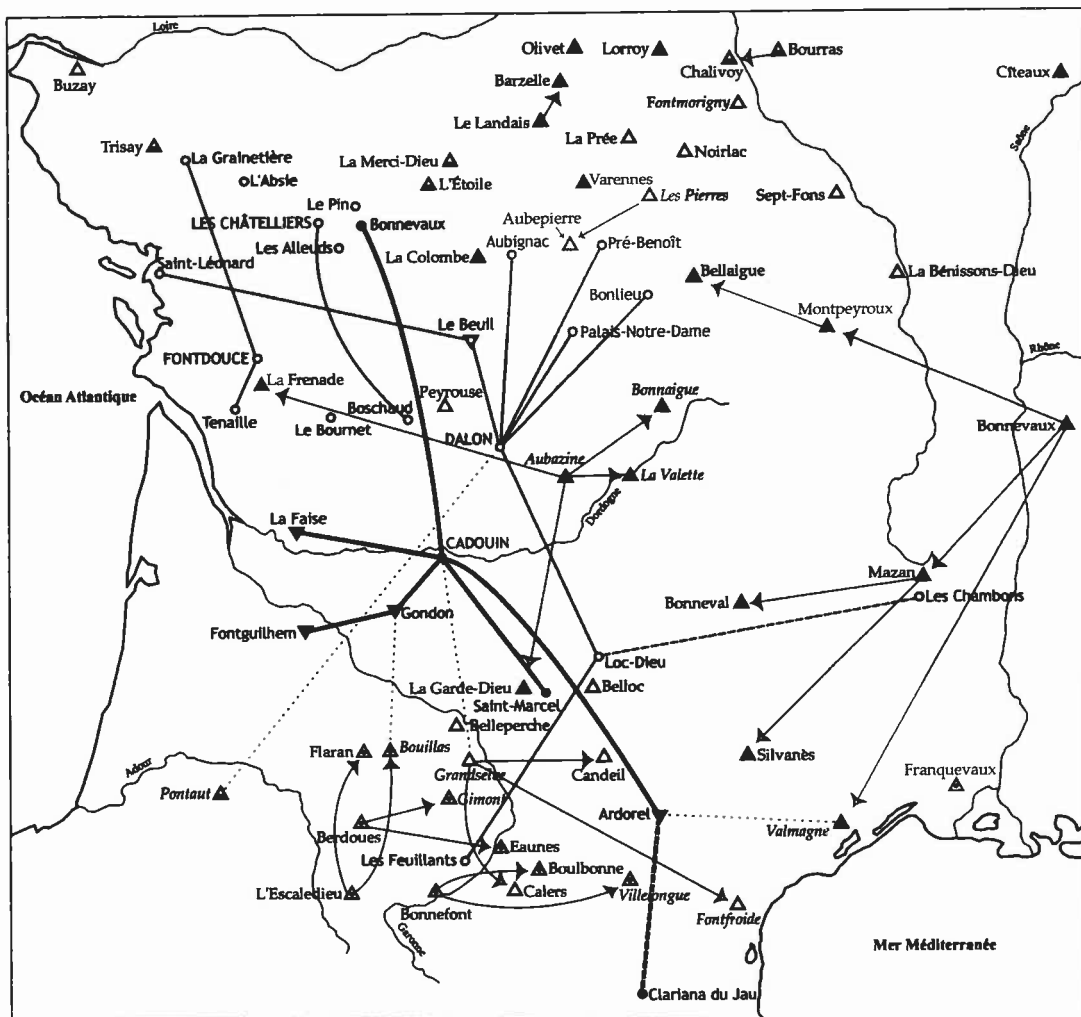 Loire
Buzay
Olivet
Lorroy
Bourras
Chalivoy
Cîteaux
Barzelle
Fontmorigny
Le Landais
La Prée
Noirlac
Saône
Trisay
La Grainetière
La Merci-Dieu
L'Absie
L'Étoile
Varennes
Les Pierres
Sept-Fons
Le Pin
LES CHÂTELLIERS
Bonnevaux
Aubepierre
Aubignac
Pré-Benoît
Les Alleuds
La Colombe
Saint-Léonard
Bellaigue
La Bénissons-Dieu
Bonlieu
Montpeyroux
Le Beuil
Palais-Notre-Dame
Rhône
FONTDOUCE
La Frenade
Océan Atlantique
Peyrouse
Bonnaigue
Tenaille
Boschaud
Le Bournet
DALON
Bonnevaux
Aubazine
La Valette
Dordogne
La Faise
CADOUIN
Mazan
Les Chambons
Bonneval
Gondon
Fontguilhem
Loc-Dieu
La Garde-Dieu
Belloc
Saint-Marcel
Belleperche
Flaran
Bouillas
Silvanès
Candeil
Grandselve
Adour
Franquevaux
Pontaut
Gimont
Ardorel
Valmagne
Berdoues
Eaunes
Les Feuillants
Boulbonne
L'Escaledieu
Calers
Villelongue
Bonnefont
Fontfroide
Garonne
Mer Méditerranée
Clariana du Jau